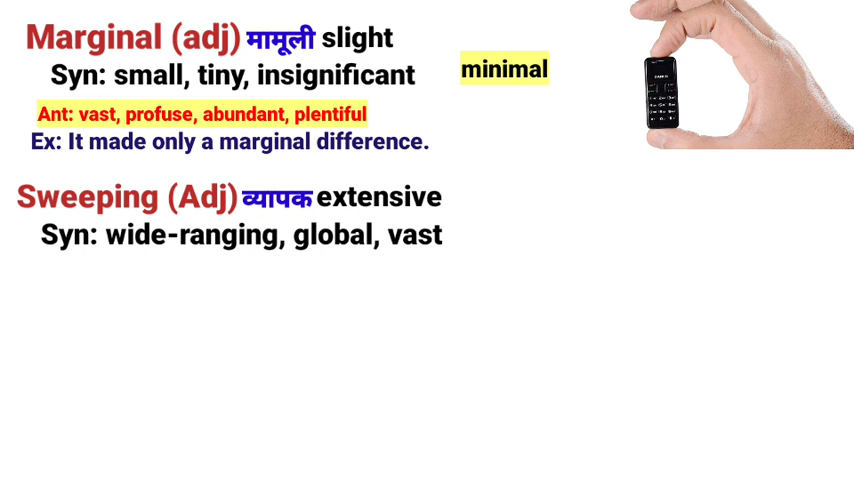 Marginal (adj) मामूली slight
Syn: small, tiny, insignificant
minimal
Ant: vast, profuse, abundant, plentiful
Ex: It made only a marginal difference.
Sweeping (Adj) व्यापक extensive
Syn: wide-ranging, global, vast